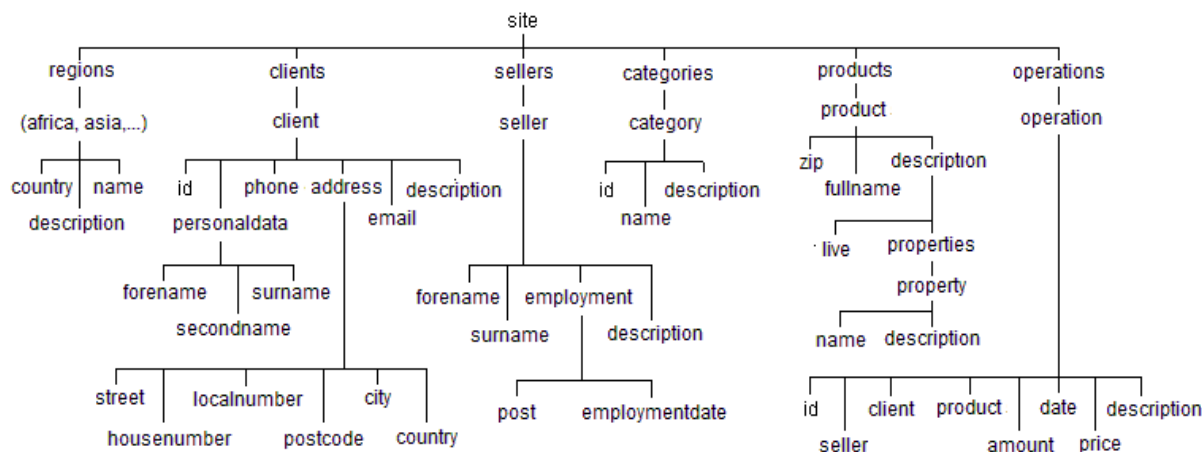 site
regions clients sellers categories products operations
(africa, asia,...) client seller category product operation
country name id phone address description id description zip description
description personaldata email name fullname
live properties
forename surname forename employment property
secondname surname description name description
street localnumber city post employmentdate id client product date description
housenumber postcode country seller amount price